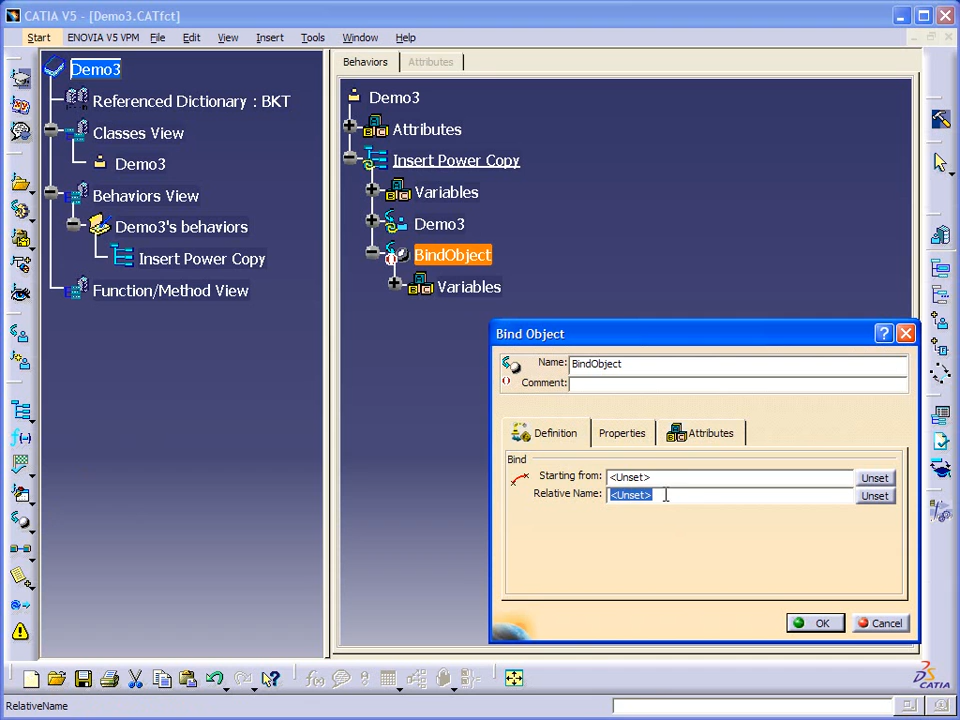 CATIA V5 - [Demo3.CATfct]
Start ENOVIA V5 VPM File Edit View Insert Tools Window Help
Demo3
Referenced Dictionary : BKT
Classes View
Demo3
Behaviors View
Demo3's behaviors
Insert Power Copy
Function/Method View
Behaviors Attributes
Demo3
Attributes
Insert Power Copy
Variables
Demo3
BindObject
Variables
Bind Object
Name: BindObject
Comment:
Definition Properties Attributes
Bind
Starting from: <Unset> Unset
Relative Name: <Unset> Unset
OK Cancel
CATIA
RelativeName